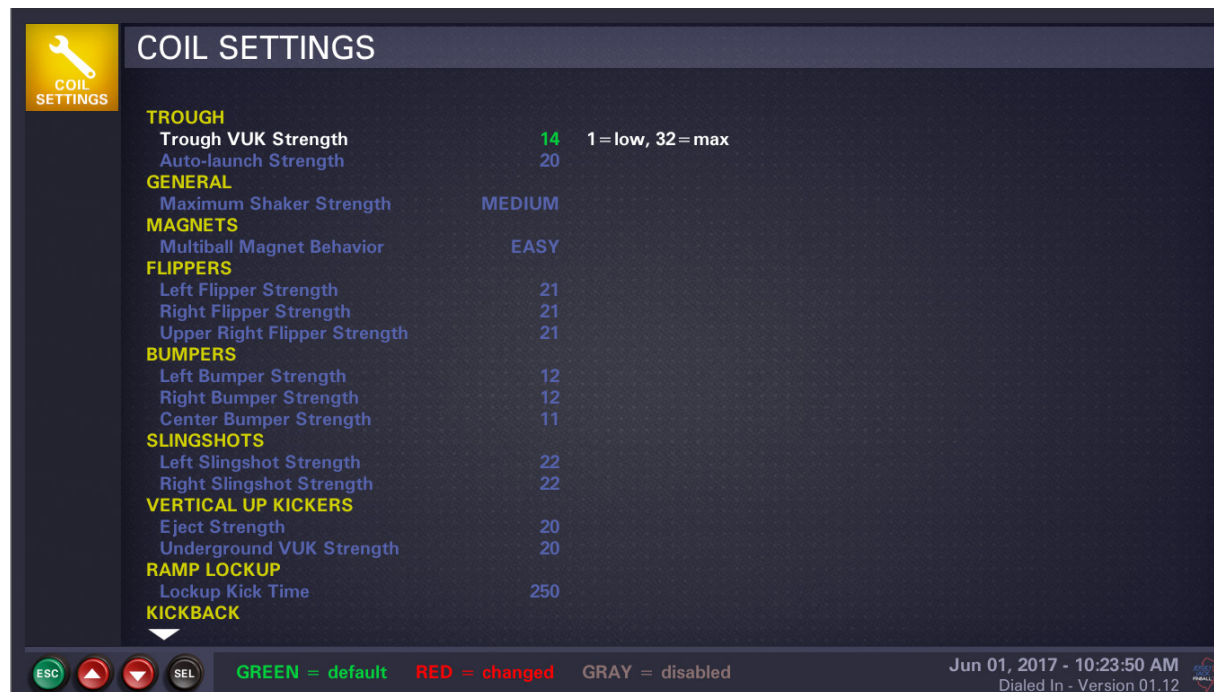 COIL SETTINGS
COIL
SETTINGS
TROUGH
Trough VUK Strength 14 1=low, 32=max
Auto-launch Strength 20
GENERAL
Maximum Shaker Strength MEDIUM
MAGNETS
Multiball Magnet Behavior EASY
FLIPPERS
Left Flipper Strength 21
Right Flipper Strength 21
Upper Right Flipper Strength 21
BUMPERS
Left Bumper Strength 12
Right Bumper Strength 12
Center Bumper Strength 11
SLINGSHOTS
Left Slingshot Strength 22
Right Slingshot Strength 22
VERTICAL UP KICKERS
Eject Strength 20
Underground VUK Strength 20
RAMP LOCKUP
Lockup Kick Time 250
KICKBACK
ESC SEL GREEN = default RED = changed GRAY = disabled
Jun 01, 2017 - 10:23:50 AM
Dialed In - Version 01.12